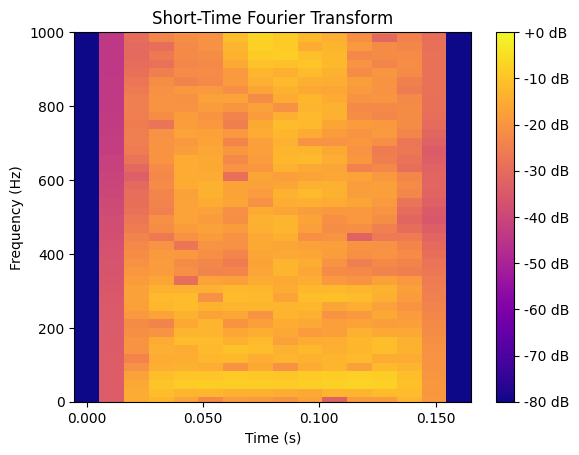 Short-Time Fourier Transform
1000
800
600
400
200
0
Frequency (Hz)
0.000
0.050
0.100
0.150
Time (s)
+0 dB
-10 dB
-20 dB
-30 dB
-40 dB
-50 dB
-60 dB
-70 dB
-80 dB